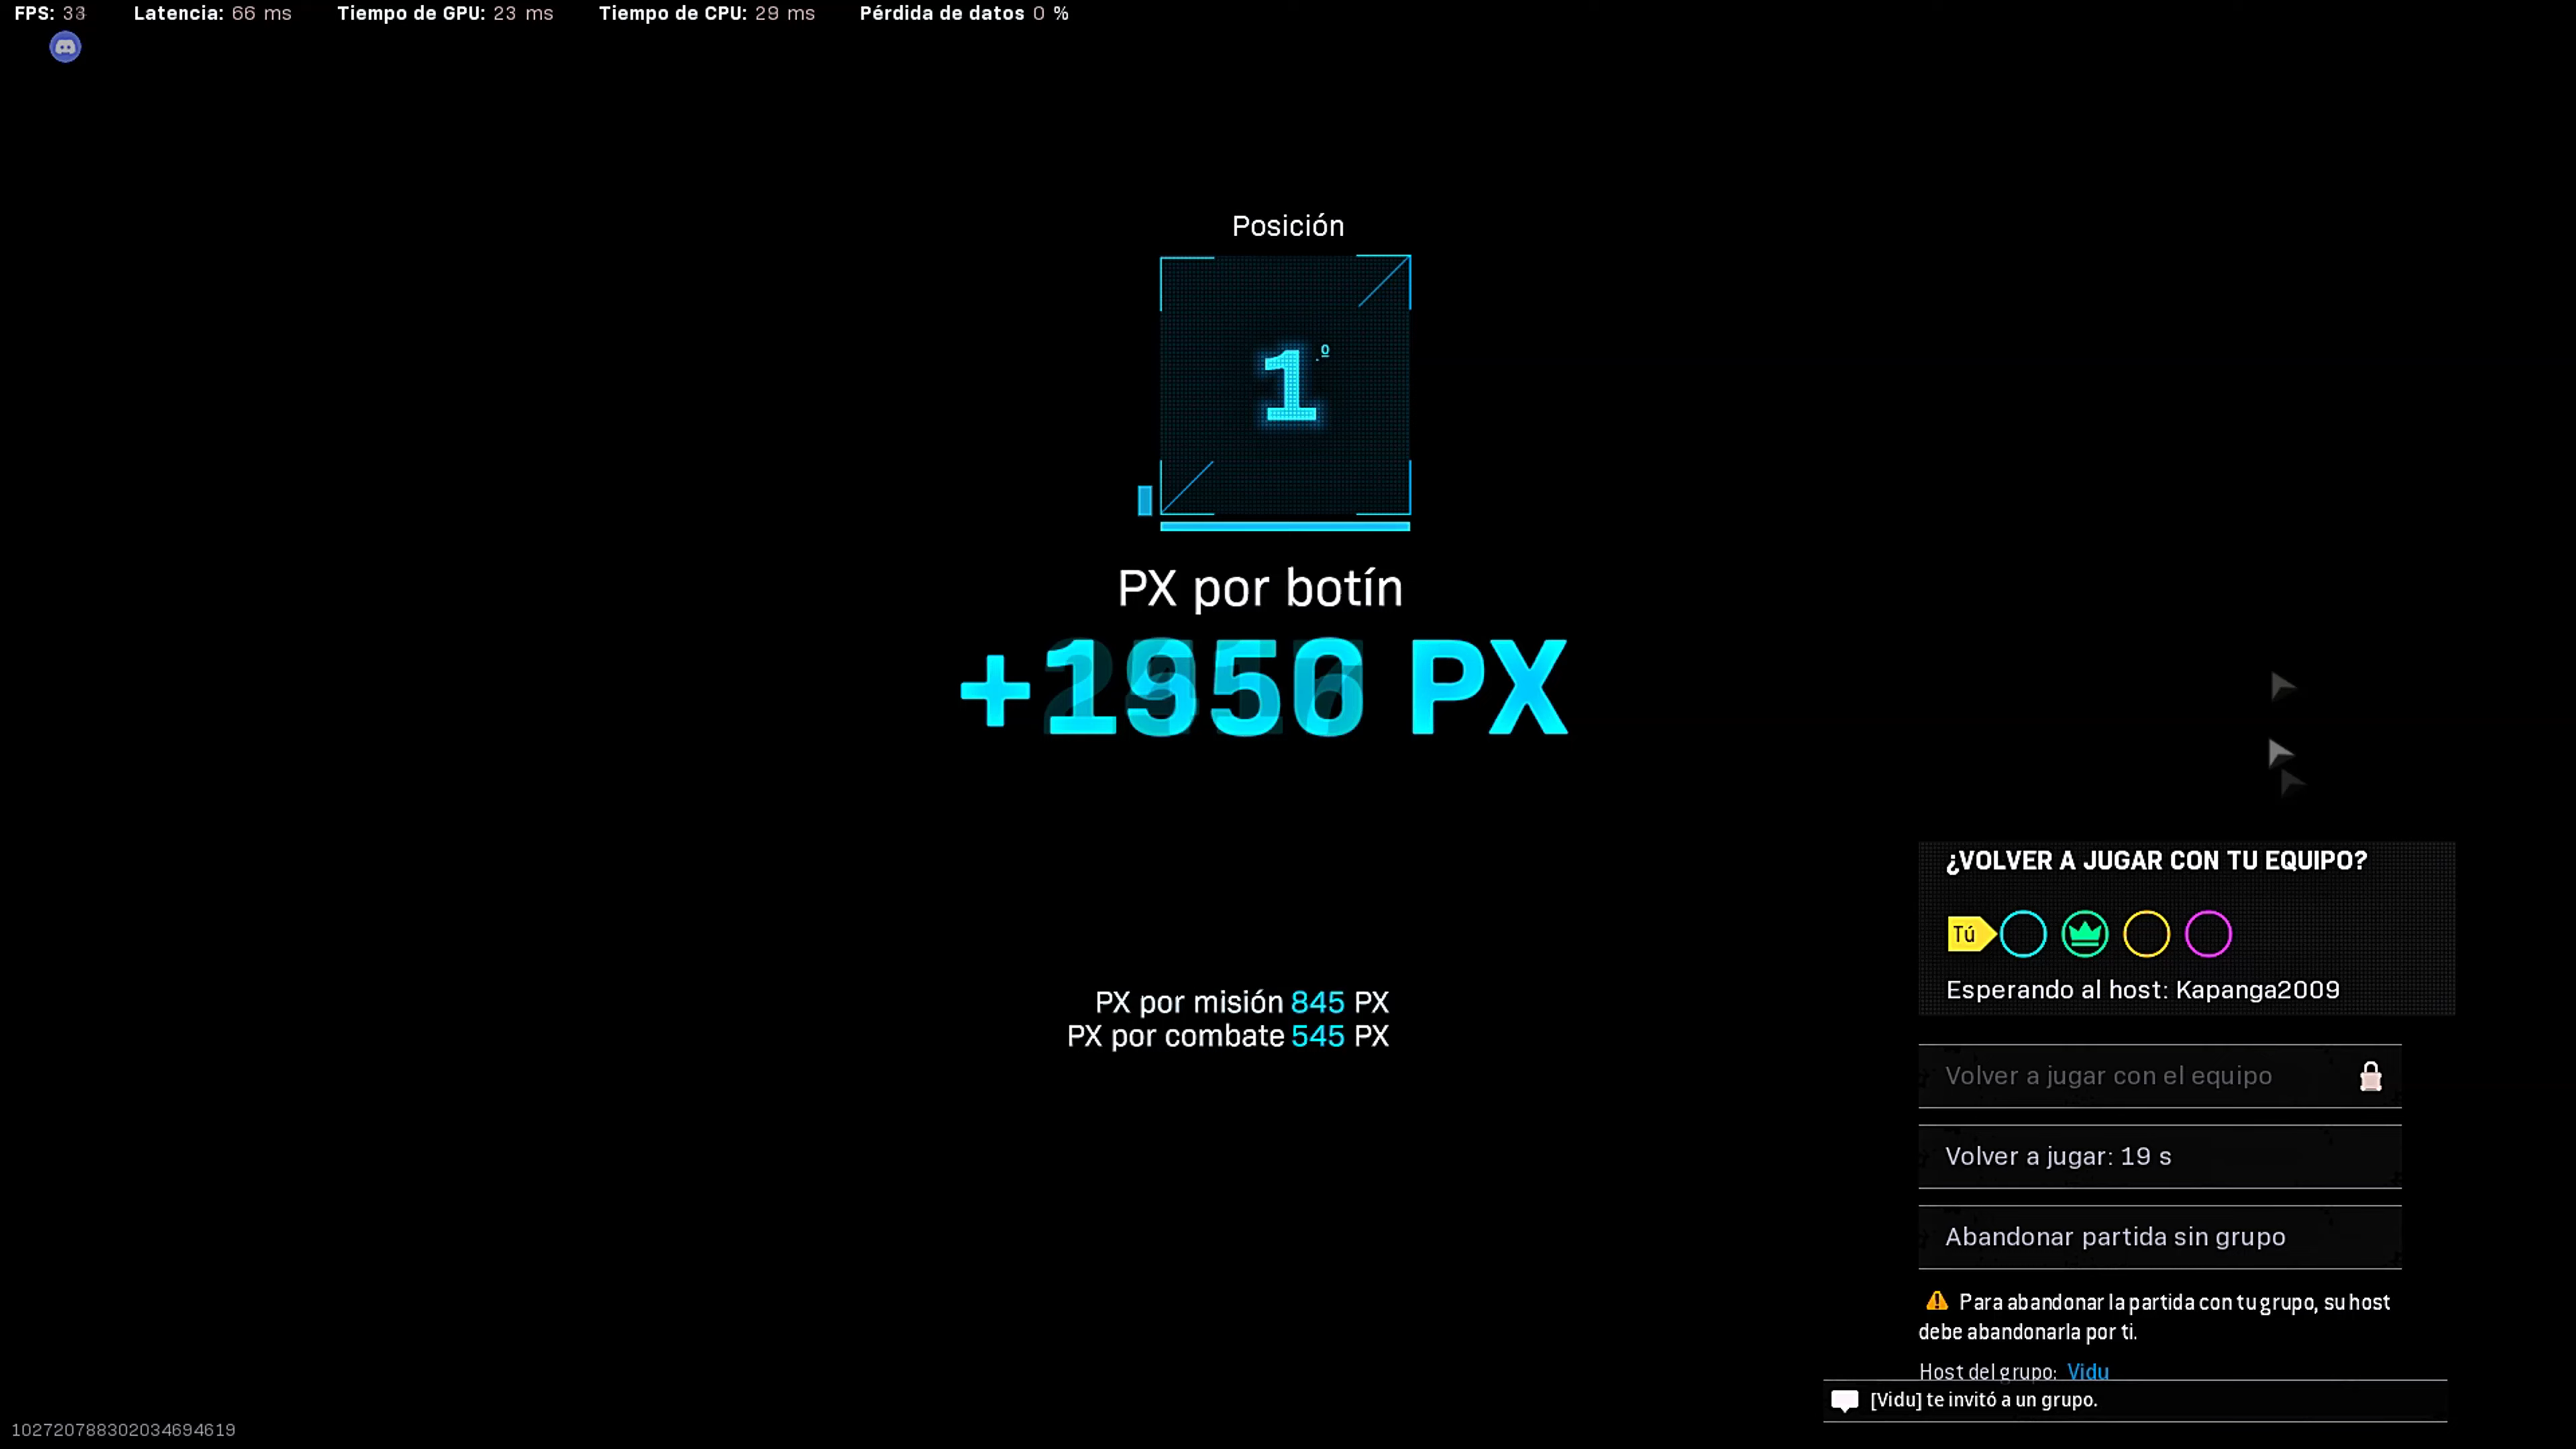 FPS: 33 Latencia: 66 ms Tiempo de GPU: 23 ms Tiempo de CPU: 29 ms Pérdida de datos 0 %
Posición
1.º
PX por botín
+1950 PX
PX por misión 845 PX
PX por combate 545 PX
¿VOLVER A JUGAR CON TU EQUIPO?
Tú
Esperando al host: Kapanga2009
Volver a jugar con el equipo
Volver a jugar: 19 s
Abandonar partida sin grupo
Para abandonar la partida con tu grupo, su host
debe abandonarla por ti.
Host del grupo: Vidu
[Vidu] te invitó a un grupo.
102720788302034694619